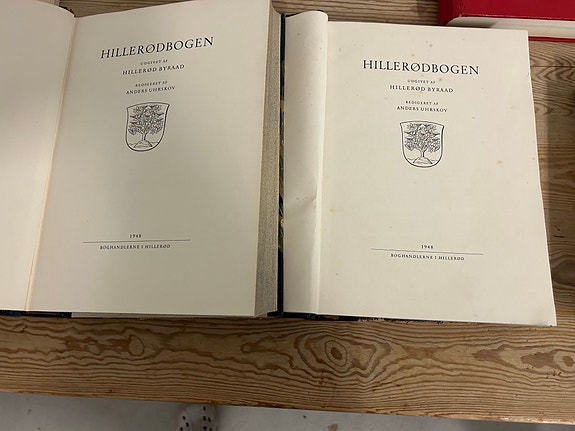 HILLERØDBOGEN
UDGIVET AF
HILLERØD BYRAAD
REDIGERET AF
ANDERS UHRSKOV
1948
BOGHANDLERNE I HILLERØD
HILLERØDBOGEN
UDGIVET AF
HILLERØD BYRAAD
REDIGERET AF
ANDERS UHRSKOV
1948
BOGHANDLERNE I HILLERØD